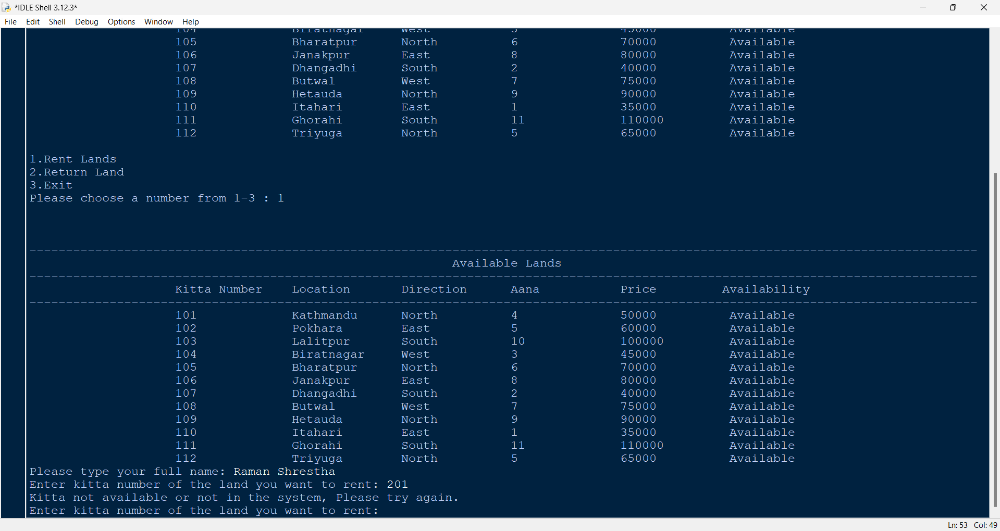 *IDLE Shell 3.12.3*
File Edit Shell Debug Options Window Help
104 Biratnagar West 3 45000 Available
105 Bharatpur North 6 70000 Available
106 Janakpur East 8 80000 Available
107 Dhangadhi South 2 40000 Available
108 Butwal West 7 75000 Available
109 Hetauda North 9 90000 Available
110 Itahari East 1 35000 Available
111 Ghorahi South 11 110000 Available
112 Triyuga North 5 65000 Available
1.Rent Lands
2.Return Land
3.Exit
Please choose a number from 1-3 : 1
----------------------------------------------------------------------------------------------------------------------------------
Available Lands
----------------------------------------------------------------------------------------------------------------------------------
Kitta Number Location Direction Aana Price Availability
----------------------------------------------------------------------------------------------------------------------------------
101 Kathmandu North 4 50000 Available
102 Pokhara East 5 60000 Available
103 Lalitpur South 10 100000 Available
104 Biratnagar West 3 45000 Available
105 Bharatpur North 6 70000 Available
106 Janakpur East 8 80000 Available
107 Dhangadhi South 2 40000 Available
108 Butwal West 7 75000 Available
109 Hetauda North 9 90000 Available
110 Itahari East 1 35000 Available
111 Ghorahi South 11 110000 Available
112 Triyuga North 5 65000 Available
Please type your full name: Raman Shrestha
Enter kitta number of the land you want to rent: 201
Kitta not available or not in the system, Please try again.
Enter kitta number of the land you want to rent:
Ln: 53 Col: 49